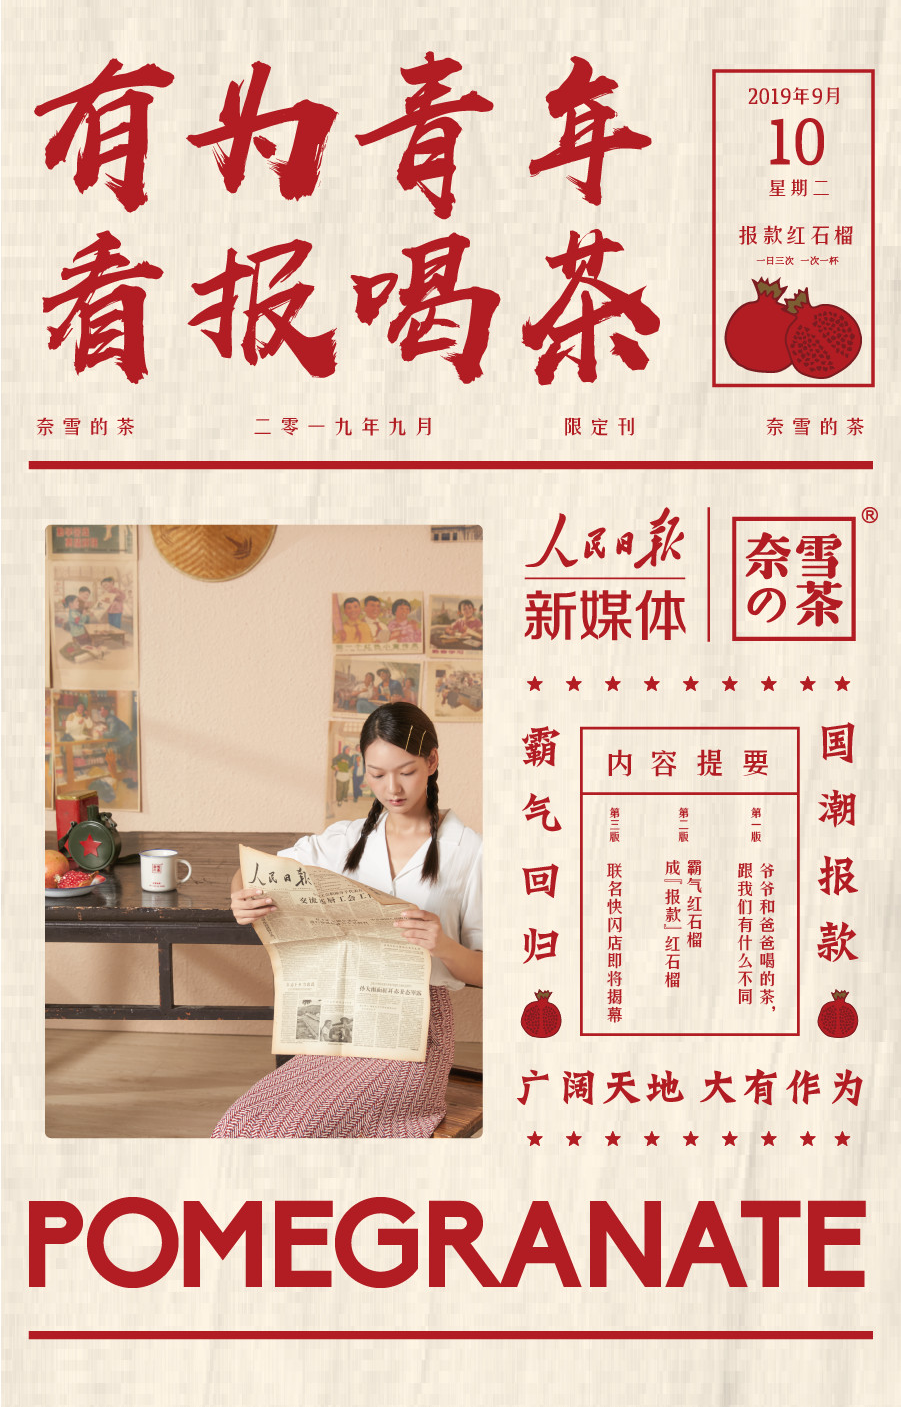 有为青年
看报喝茶
2019年9月
10
星期二
报款红石榴
一日三次 一次一杯
奈雪的茶
二零一九年九月
限定刊
奈雪的茶
人民日报
新媒体
奈雪の茶
®
国潮报款
霸气回归
内容提要
第一版
爷爷和爸爸喝的茶，
跟我们有什么不同
第二版
霸气红石榴
成『报款』红石榴
第三版
联名快闪店即将揭幕
广阔天地 大有作为
人民日报
POMEGRANATE